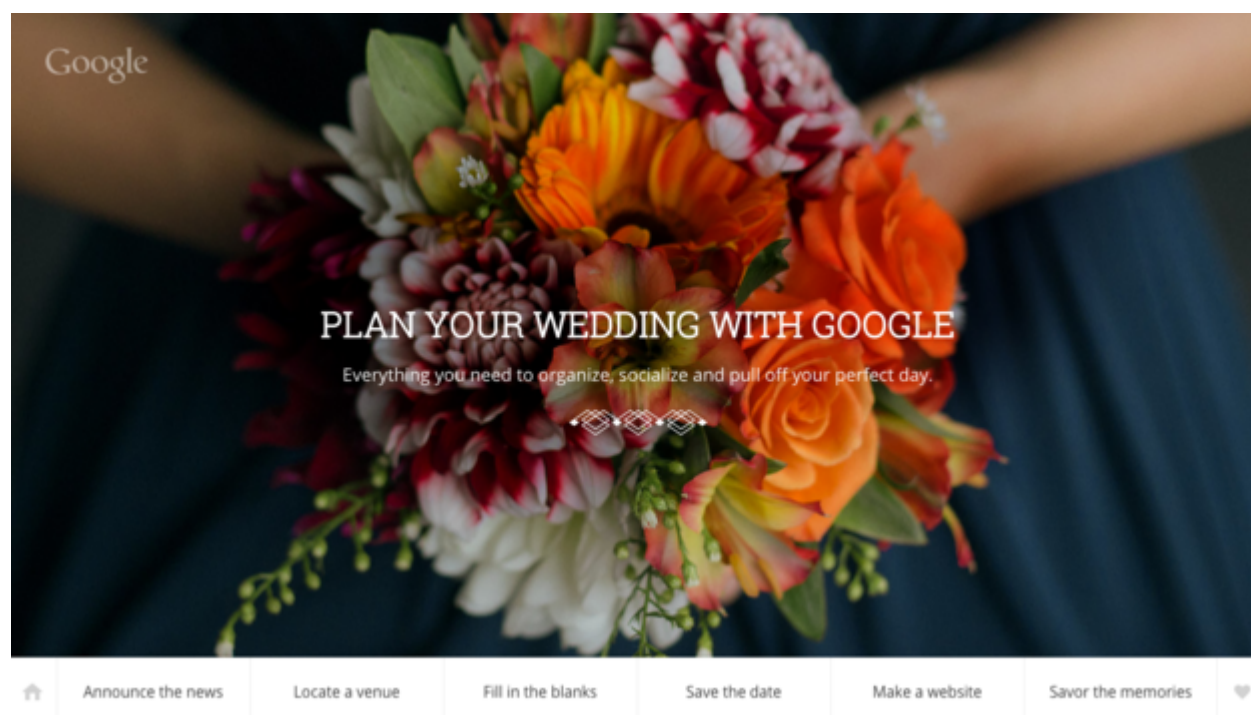 Google
PLAN YOUR WEDDING WITH GOOGLE
Everything you need to organize, socialize and pull off your perfect day.
Announce the news
Locate a venue
Fill in the blanks
Save the date
Make a website
Savor the memories